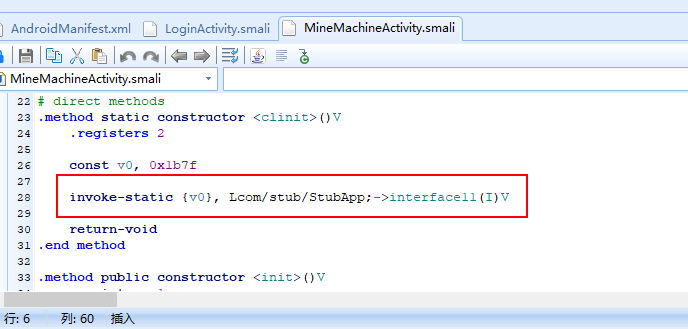 AndroidManifest.xml LoginActivity.smali MineMachineActivity.smali
MineMachineActivity.smali
22 # direct methods
23 .method static constructor <clinit>()V
24 .registers 2
25
26 const v0, 0x1b7f
27
28 invoke-static {v0}, Lcom/stub/StubApp;->interface11(I)V
29
30 return-void
31 .end method
32
33 .method public constructor <init>()V
行: 6 列: 60 插入